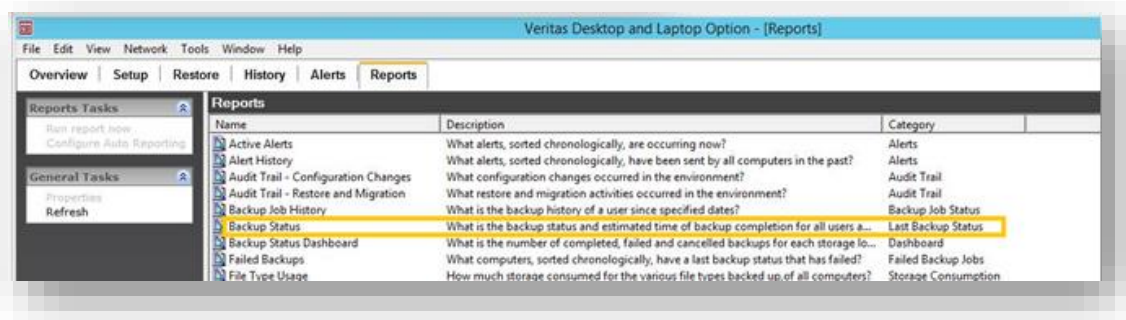 Veritas Desktop and Laptop Option - [Reports]
File Edit View Network Tools Window Help
Overview Setup Restore History Alerts Reports
Reports Tasks
Run report now
Configure Auto Reporting
General Tasks
Properties
Refresh
Reports
Name Description Category
Active Alerts What alerts, sorted chronologically, are occurring now? Alerts
Alert History What alerts, sorted chronologically, have been sent by all computers in the past? Alerts
Audit Trail - Configuration Changes What configuration changes occurred in the environment? Audit Trail
Audit Trail - Restore and Migration What restore and migration activities occurred in the environment? Audit Trail
Backup Job History What is the backup history of a user since specified dates? Backup Job Status
Backup Status What is the backup status and estimated time of backup completion for all users a... Last Backup Status
Backup Status Dashboard What is the number of completed, failed and cancelled backups for each storage lo... Dashboard
Failed Backups What computers, sorted chronologically, have a last backup status that has failed? Failed Backup Jobs
File Type Usage How much storage consumed for the various file types backed up,of all computers? Storage Consumption